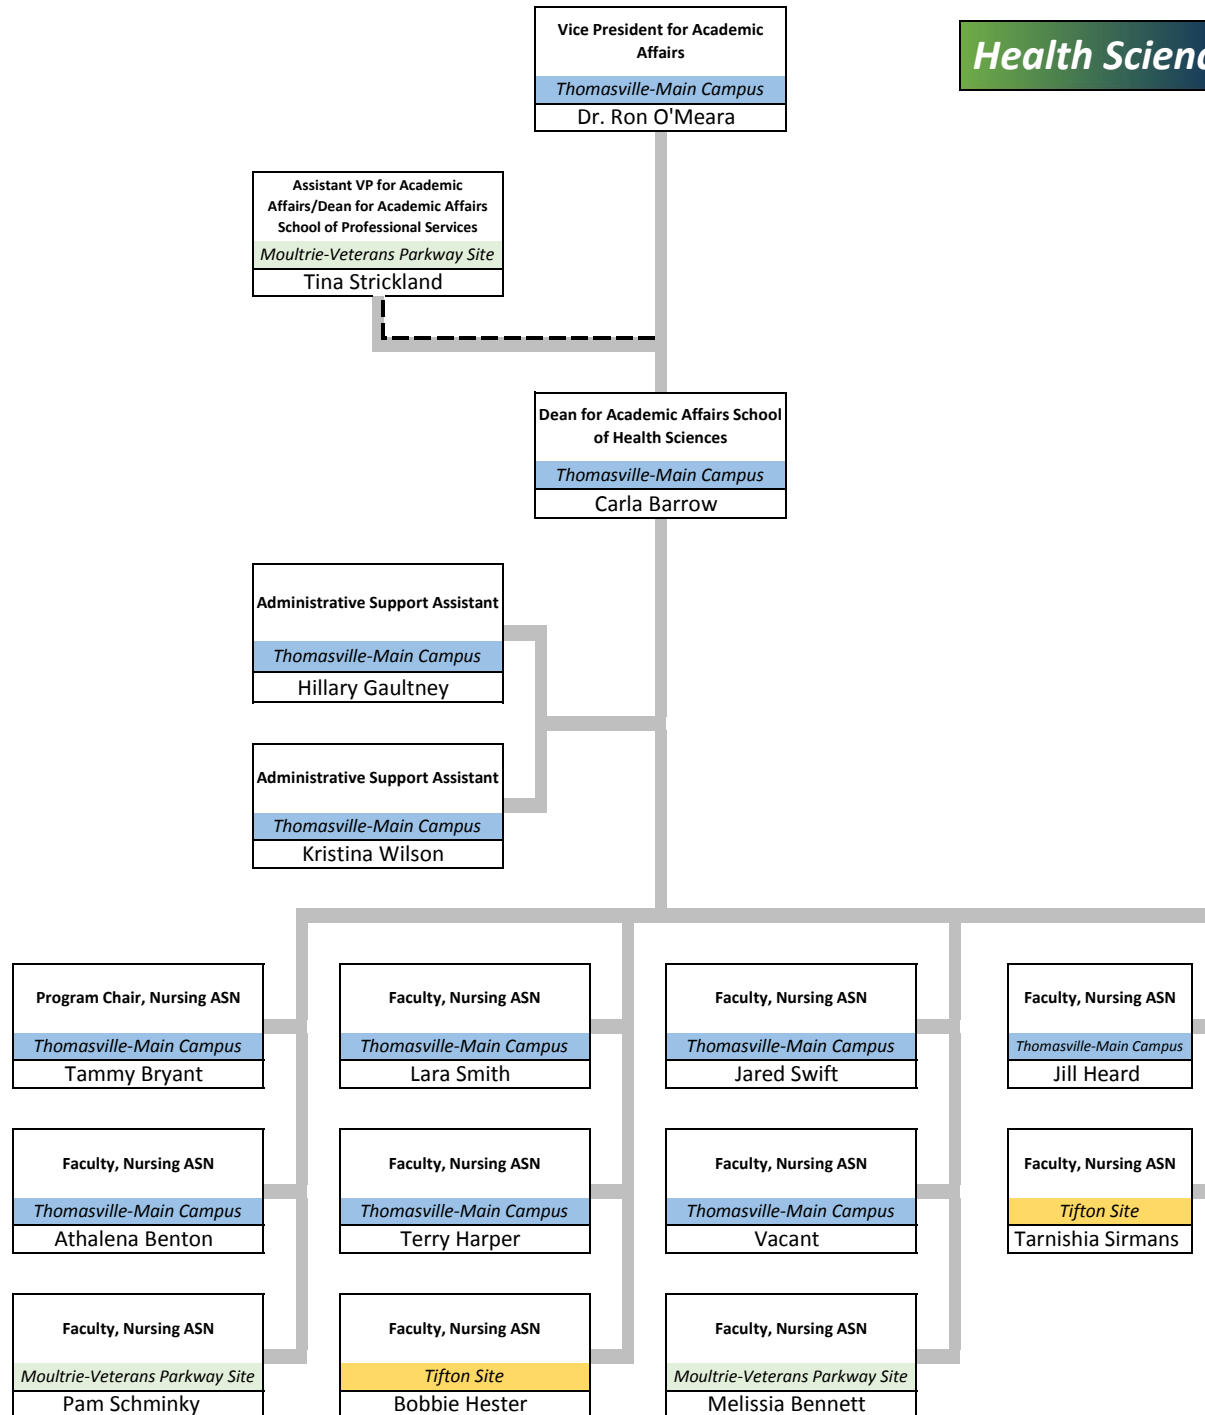 Vice President for Academic
Affairs
Thomasville-Main Campus
Dr. Ron O'Meara
Health Scienc
Assistant VP for Academic
Affairs/Dean for Academic Affairs
School of Professional Services
Moultrie-Veterans Parkway Site
Tina Strickland
Dean for Academic Affairs School
of Health Sciences
Thomasville-Main Campus
Carla Barrow
Administrative Support Assistant
Thomasville-Main Campus
Hillary Gaultney
Administrative Support Assistant
Thomasville-Main Campus
Kristina Wilson
Program Chair, Nursing ASN
Thomasville-Main Campus
Tammy Bryant
Faculty, Nursing ASN
Thomasville-Main Campus
Lara Smith
Faculty, Nursing ASN
Thomasville-Main Campus
Jared Swift
Faculty, Nursing ASN
Thomasville-Main Campus
Jill Heard
Faculty, Nursing ASN
Thomasville-Main Campus
Athalena Benton
Faculty, Nursing ASN
Thomasville-Main Campus
Terry Harper
Faculty, Nursing ASN
Thomasville-Main Campus
Vacant
Faculty, Nursing ASN
Tifton Site
Tarnishia Sirmans
Faculty, Nursing ASN
Moultrie-Veterans Parkway Site
Pam Schminky
Faculty, Nursing ASN
Tifton Site
Bobbie Hester
Faculty, Nursing ASN
Moultrie-Veterans Parkway Site
Melissia Bennett